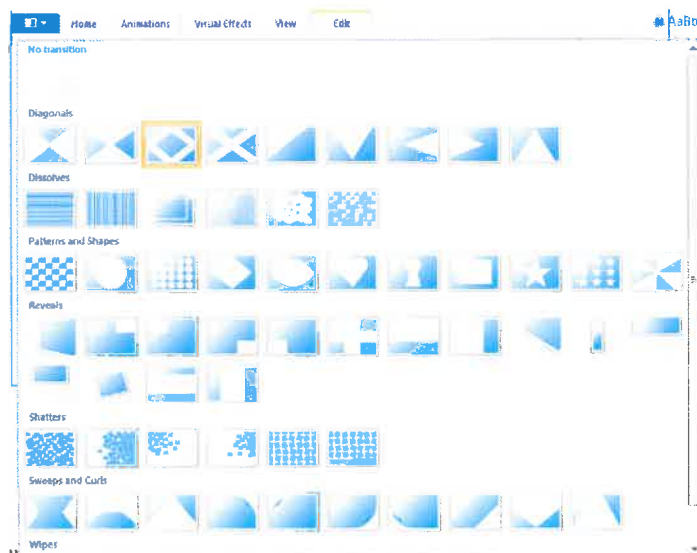 Home Animations Visual Effects View Edit
No transition
Diagonals
Dissolves
Patterns and Shapes
Reveals
Shatters
Sweeps and Curls
Wipes